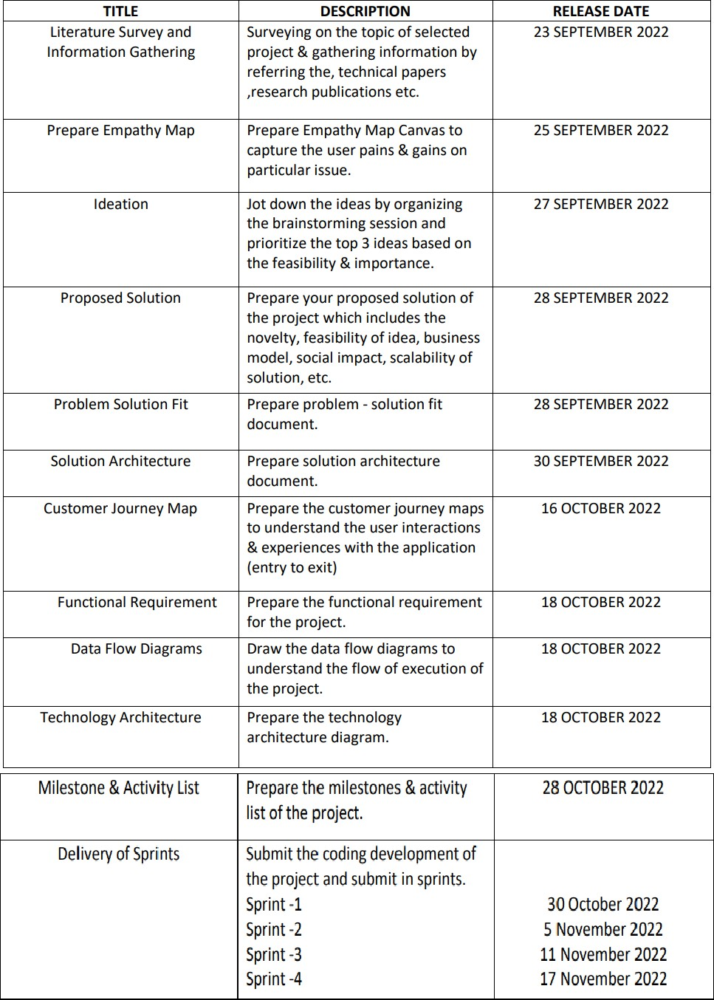 TITLE DESCRIPTION RELEASE DATE
Literature Survey and Surveying on the topic of selected 23 SEPTEMBER 2022
Information Gathering project & gathering information by
referring the, technical papers
,research publications etc.
Prepare Empathy Map Prepare Empathy Map Canvas to 25 SEPTEMBER 2022
capture the user pains & gains on
particular issue.
Ideation Jot down the ideas by organizing 27 SEPTEMBER 2022
the brainstorming session and
prioritize the top 3 ideas based on
the feasibility & importance.
Proposed Solution Prepare your proposed solution of 28 SEPTEMBER 2022
the project which includes the
novelty, feasibility of idea, business
model, social impact, scalability of
solution, etc.
Problem Solution Fit Prepare problem - solution fit 28 SEPTEMBER 2022
document.
Solution Architecture Prepare solution architecture 30 SEPTEMBER 2022
document.
Customer Journey Map Prepare the customer journey maps 16 OCTOBER 2022
to understand the user interactions
& experiences with the application
(entry to exit)
Functional Requirement Prepare the functional requirement 18 OCTOBER 2022
for the project.
Data Flow Diagrams Draw the data flow diagrams to 18 OCTOBER 2022
understand the flow of execution of
the project.
Technology Architecture Prepare the technology 18 OCTOBER 2022
architecture diagram.
Milestone & Activity List Prepare the milestones & activity 28 OCTOBER 2022
list of the project.
Delivery of Sprints Submit the coding development of
the project and submit in sprints.
Sprint -1 30 October 2022
Sprint -2 5 November 2022
Sprint -3 11 November 2022
Sprint -4 17 November 2022